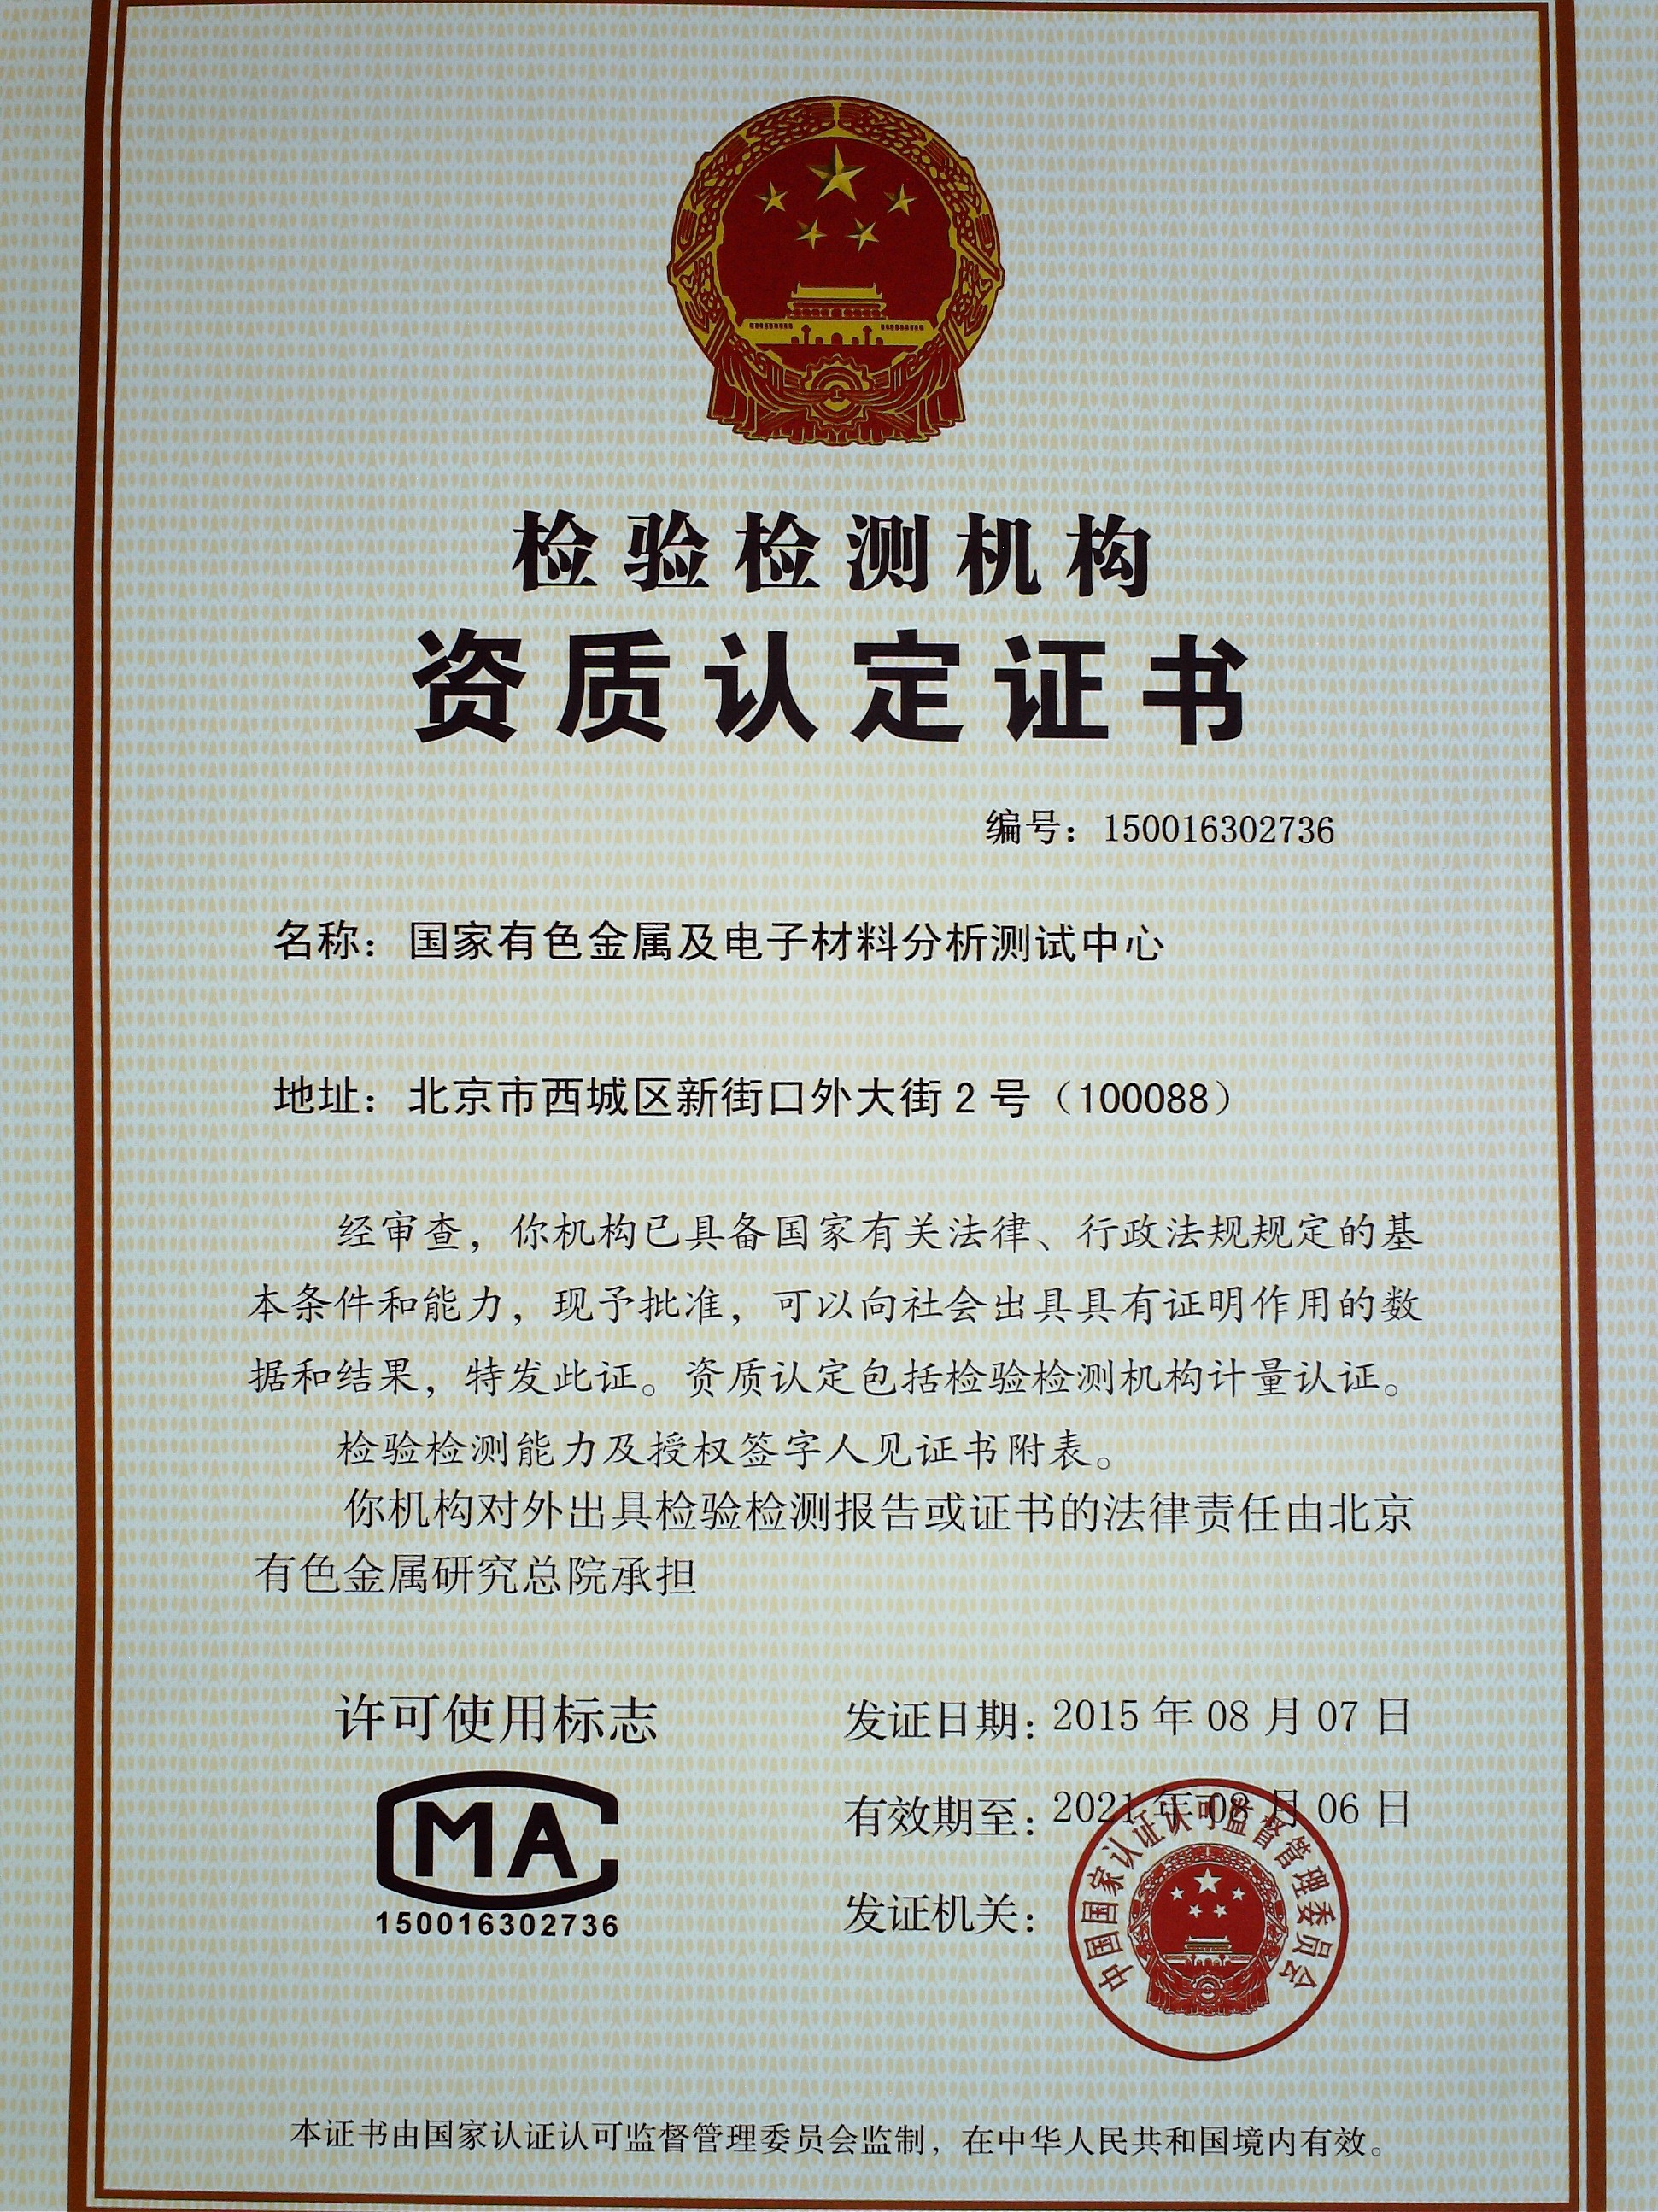 检验检测机构
资质认定证书
编号：150016302736
名称：国家有色金属及电子材料分析测试中心
地址：北京市西城区新街口外大街2号（100088）
经审查，你机构已具备国家有关法律、行政法规规定的基
本条件和能力，现予批准，可以向社会出具具有证明作用的数
据和结果，特发此证。资质认定包括检验检测机构计量认证。
检验检测能力及授权签字人见证书附表。
你机构对外出具检验检测报告或证书的法律责任由北京
有色金属研究总院承担
许可使用标志
MA
150016302736
发证日期：2015年08月07日
有效期至：2021年08月06日
发证机关：
中国国家认证认可监督管理委员会
本证书由国家认证认可监督管理委员会监制，在中华人民共和国境内有效。